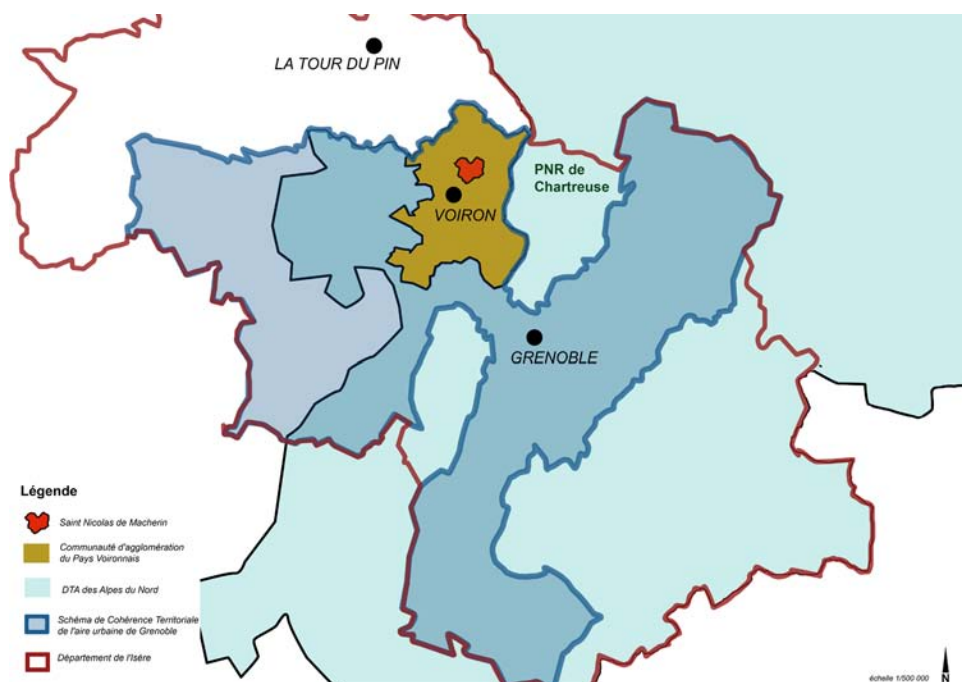 LA TOUR DU PIN
PNR de
Chartreuse
VOIRON
GRENOBLE
Légende
Saint Nicolas de Macherin
Communauté d'agglomération
du Pays Voironnais
DTA des Alpes du Nord
Schéma de Cohérence Territoriale
de l'aire urbaine de Grenoble
Département de l'Isère
échelle 1/500 000
N